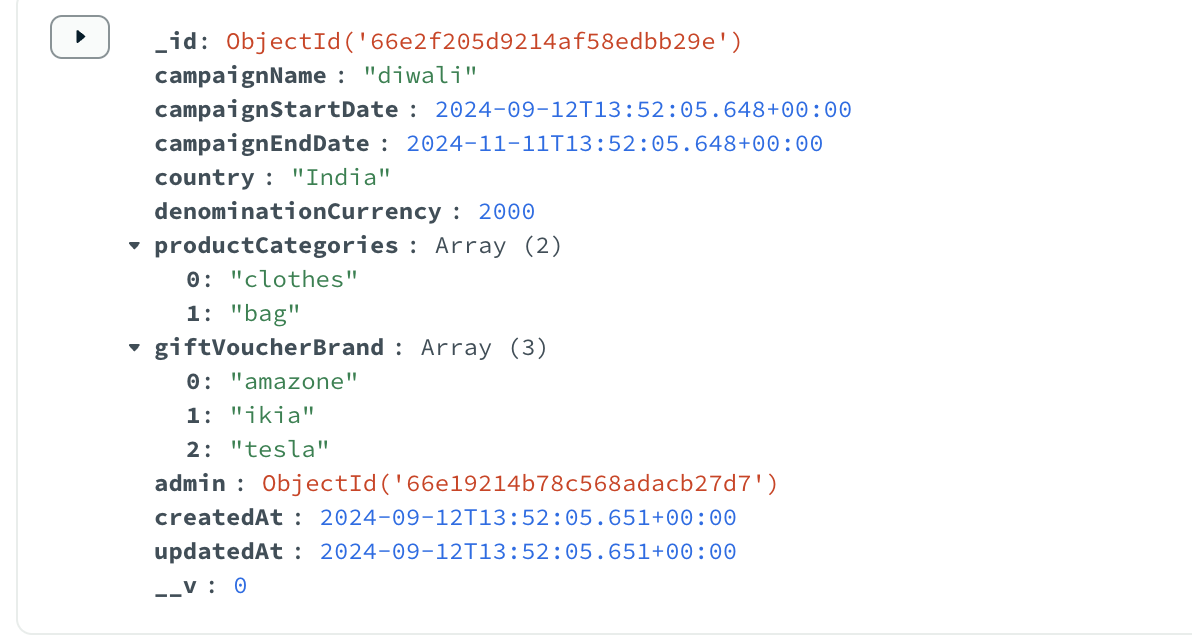 _id: ObjectId('66e2f205d9214af58edbb29e')
campaignName : "diwali"
campaignStartDate : 2024-09-12T13:52:05.648+00:00
campaignEndDate : 2024-11-11T13:52:05.648+00:00
country : "India"
denominationCurrency : 2000
productCategories : Array (2)
0: "clothes"
1: "bag"
giftVoucherBrand : Array (3)
0: "amazone"
1: "ikia"
2: "tesla"
admin : ObjectId('66e19214b78c568adacb27d7')
createdAt : 2024-09-12T13:52:05.651+00:00
updatedAt : 2024-09-12T13:52:05.651+00:00
__v : 0